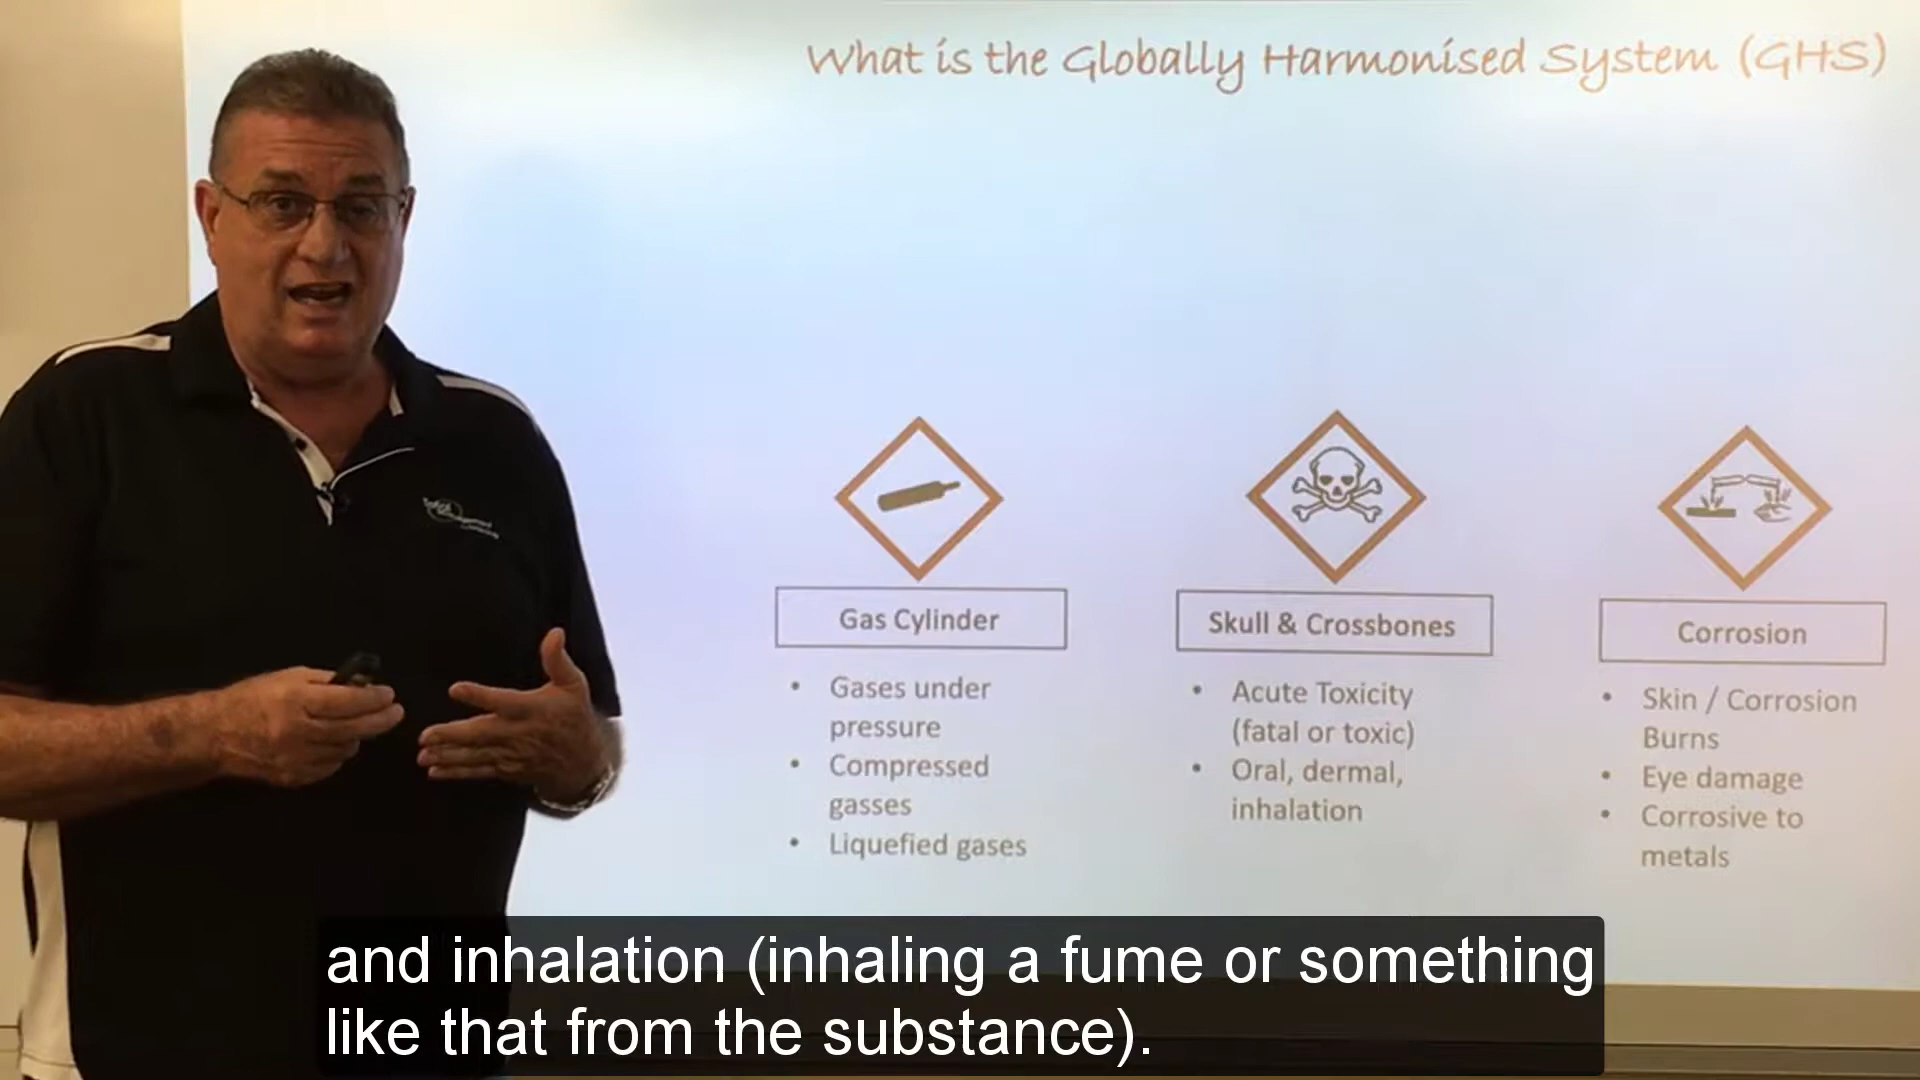 What is the Globally Harmonised System (GHS)
Gas Cylinder
• Gases under
pressure
• Compressed
gasses
• Liquefied gases
Skull & Crossbones
• Acute Toxicity
(fatal or toxic)
• Oral, dermal,
inhalation
Corrosion
• Skin / Corrosion
Burns
• Eye damage
• Corrosive to
metals
and inhalation (inhaling a fume or something
like that from the substance).